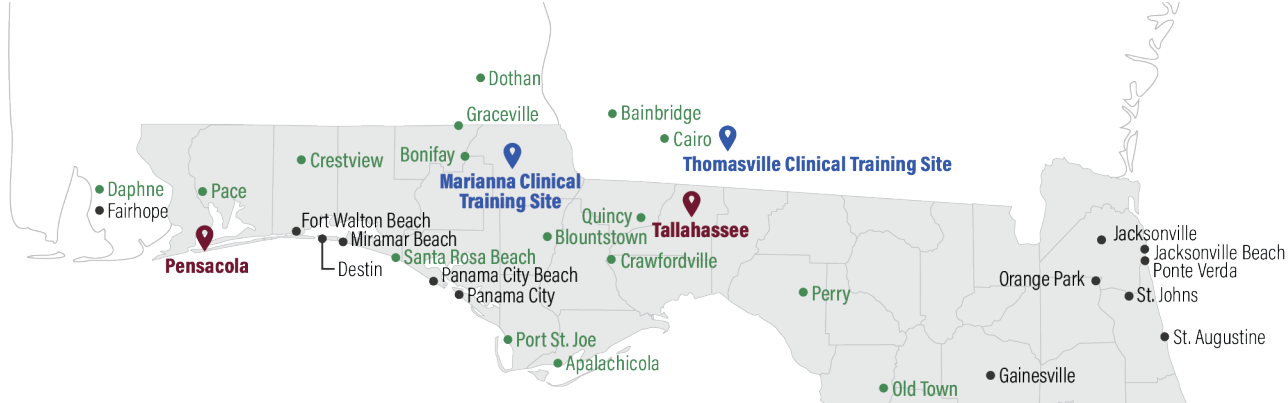 Dothan
Graceville
Bainbridge
Cairo
Thomasville Clinical Training Site
Crestview
Bonifay
Marianna Clinical
Training Site
Daphne
Fairhope
Pace
Pensacola
Fort Walton Beach
Miramar Beach
Destin
Santa Rosa Beach
Quincy
Tallahassee
Blountstown
Crawfordville
Panama City Beach
Panama City
Port St. Joe
Apalachicola
Perry
Old Town
Jacksonville
Jacksonville Beach
Ponte Verda
Orange Park
St. Johns
St. Augustine
Gainesville